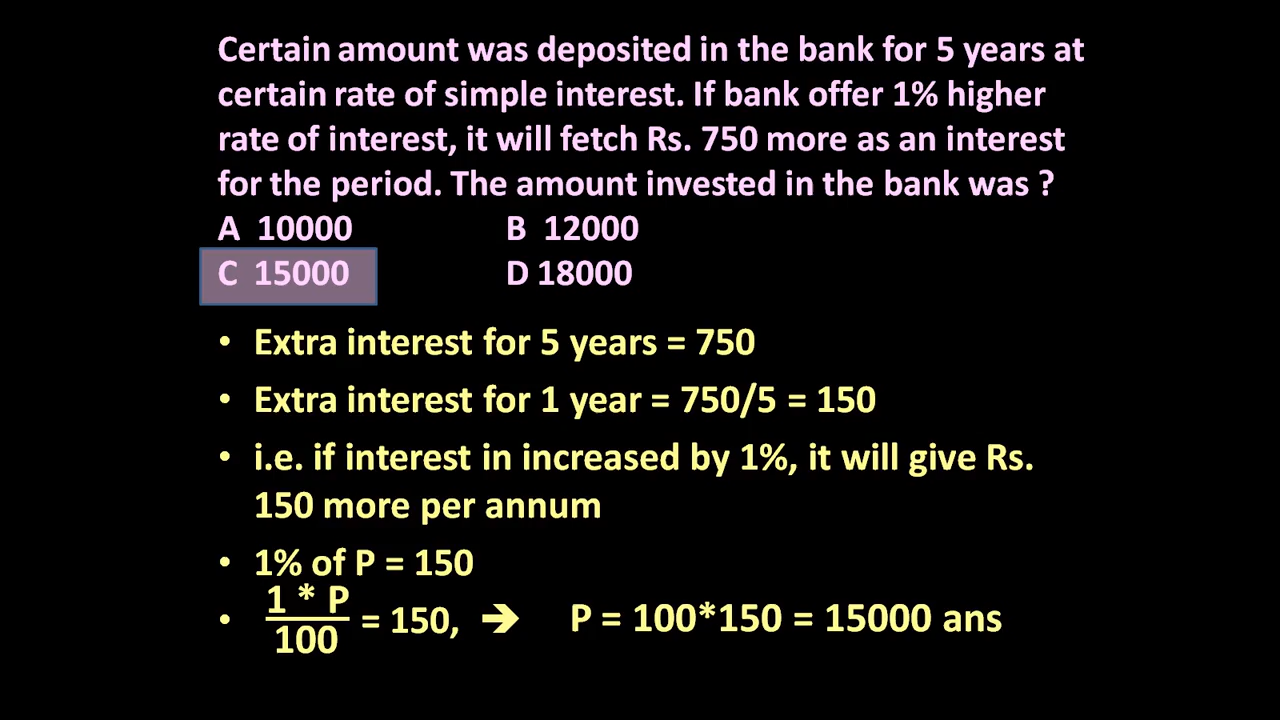 Certain amount was deposited in the bank for 5 years at
certain rate of simple interest. If bank offer 1% higher
rate of interest, it will fetch Rs. 750 more as an interest
for the period. The amount invested in the bank was ?
A 10000 B 12000
C 15000 D 18000
• Extra interest for 5 years = 750
• Extra interest for 1 year = 750/5 = 150
• i.e. if interest in increased by 1%, it will give Rs.
150 more per annum
• 1% of P = 150
1 * P
• = 150, ➔ P = 100*150 = 15000 ans
100